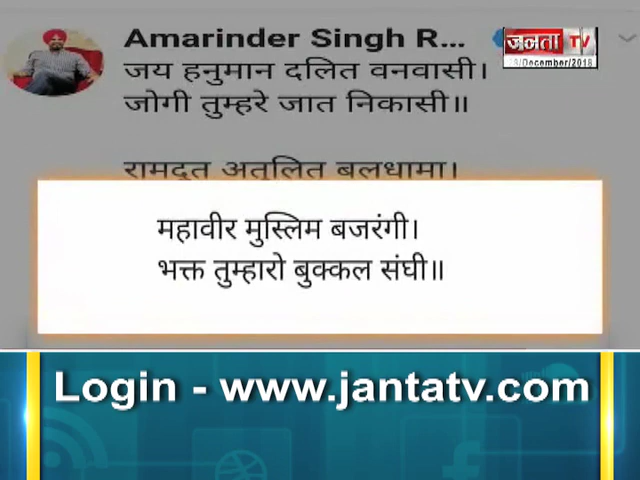 Amarinder Singh R...
जनता TV
/December/2018
जय हनुमान दलित वनवासी।
जोगी तुम्हरे जात निकासी॥
रामदूत अतुलित बलधामा।
महावीर मुस्लिम बजरंगी।
भक्त तुम्हारो बुक्कल संघी॥
Login - www.jantatv.com